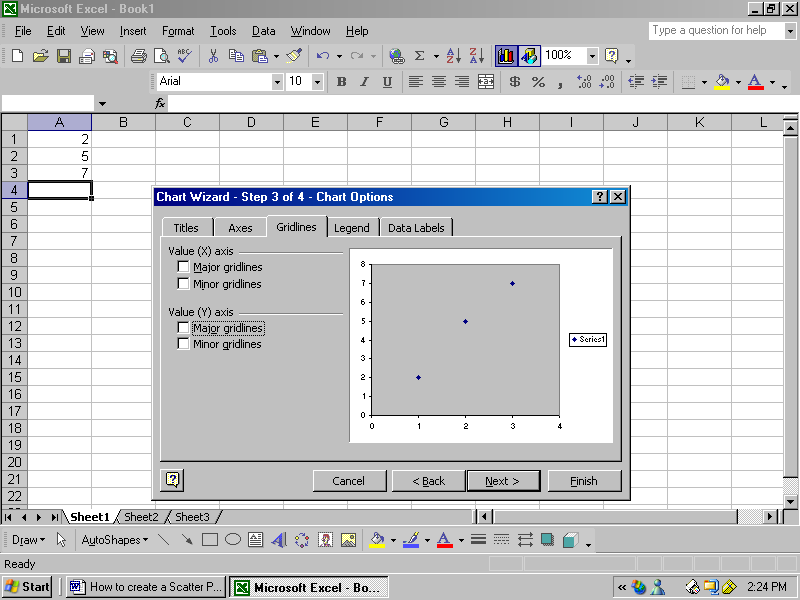 Microsoft Excel - Book1
File Edit View Insert Format Tools Data Window Help Type a question for help
100%
Arial 10 B I U $ % ,
fx
A B C D E F G H I J K L
1 2
2 5
3 7
4
5
6
7
8
9
10
11
12
13
14
15
16
17
18
19
20
21
22
Chart Wizard - Step 3 of 4 - Chart Options
Titles Axes Gridlines Legend Data Labels
Value (X) axis
Major gridlines
Minor gridlines
Value (Y) axis
Major gridlines
Minor gridlines
8
7
6
5
4
3
2
1
0
0 1 2 3 4
Series1
Cancel < Back Next > Finish
Sheet1 Sheet2 Sheet3
Draw AutoShapes
Ready
Start How to create a Scatter P... Microsoft Excel - Bo... « 2:24 PM